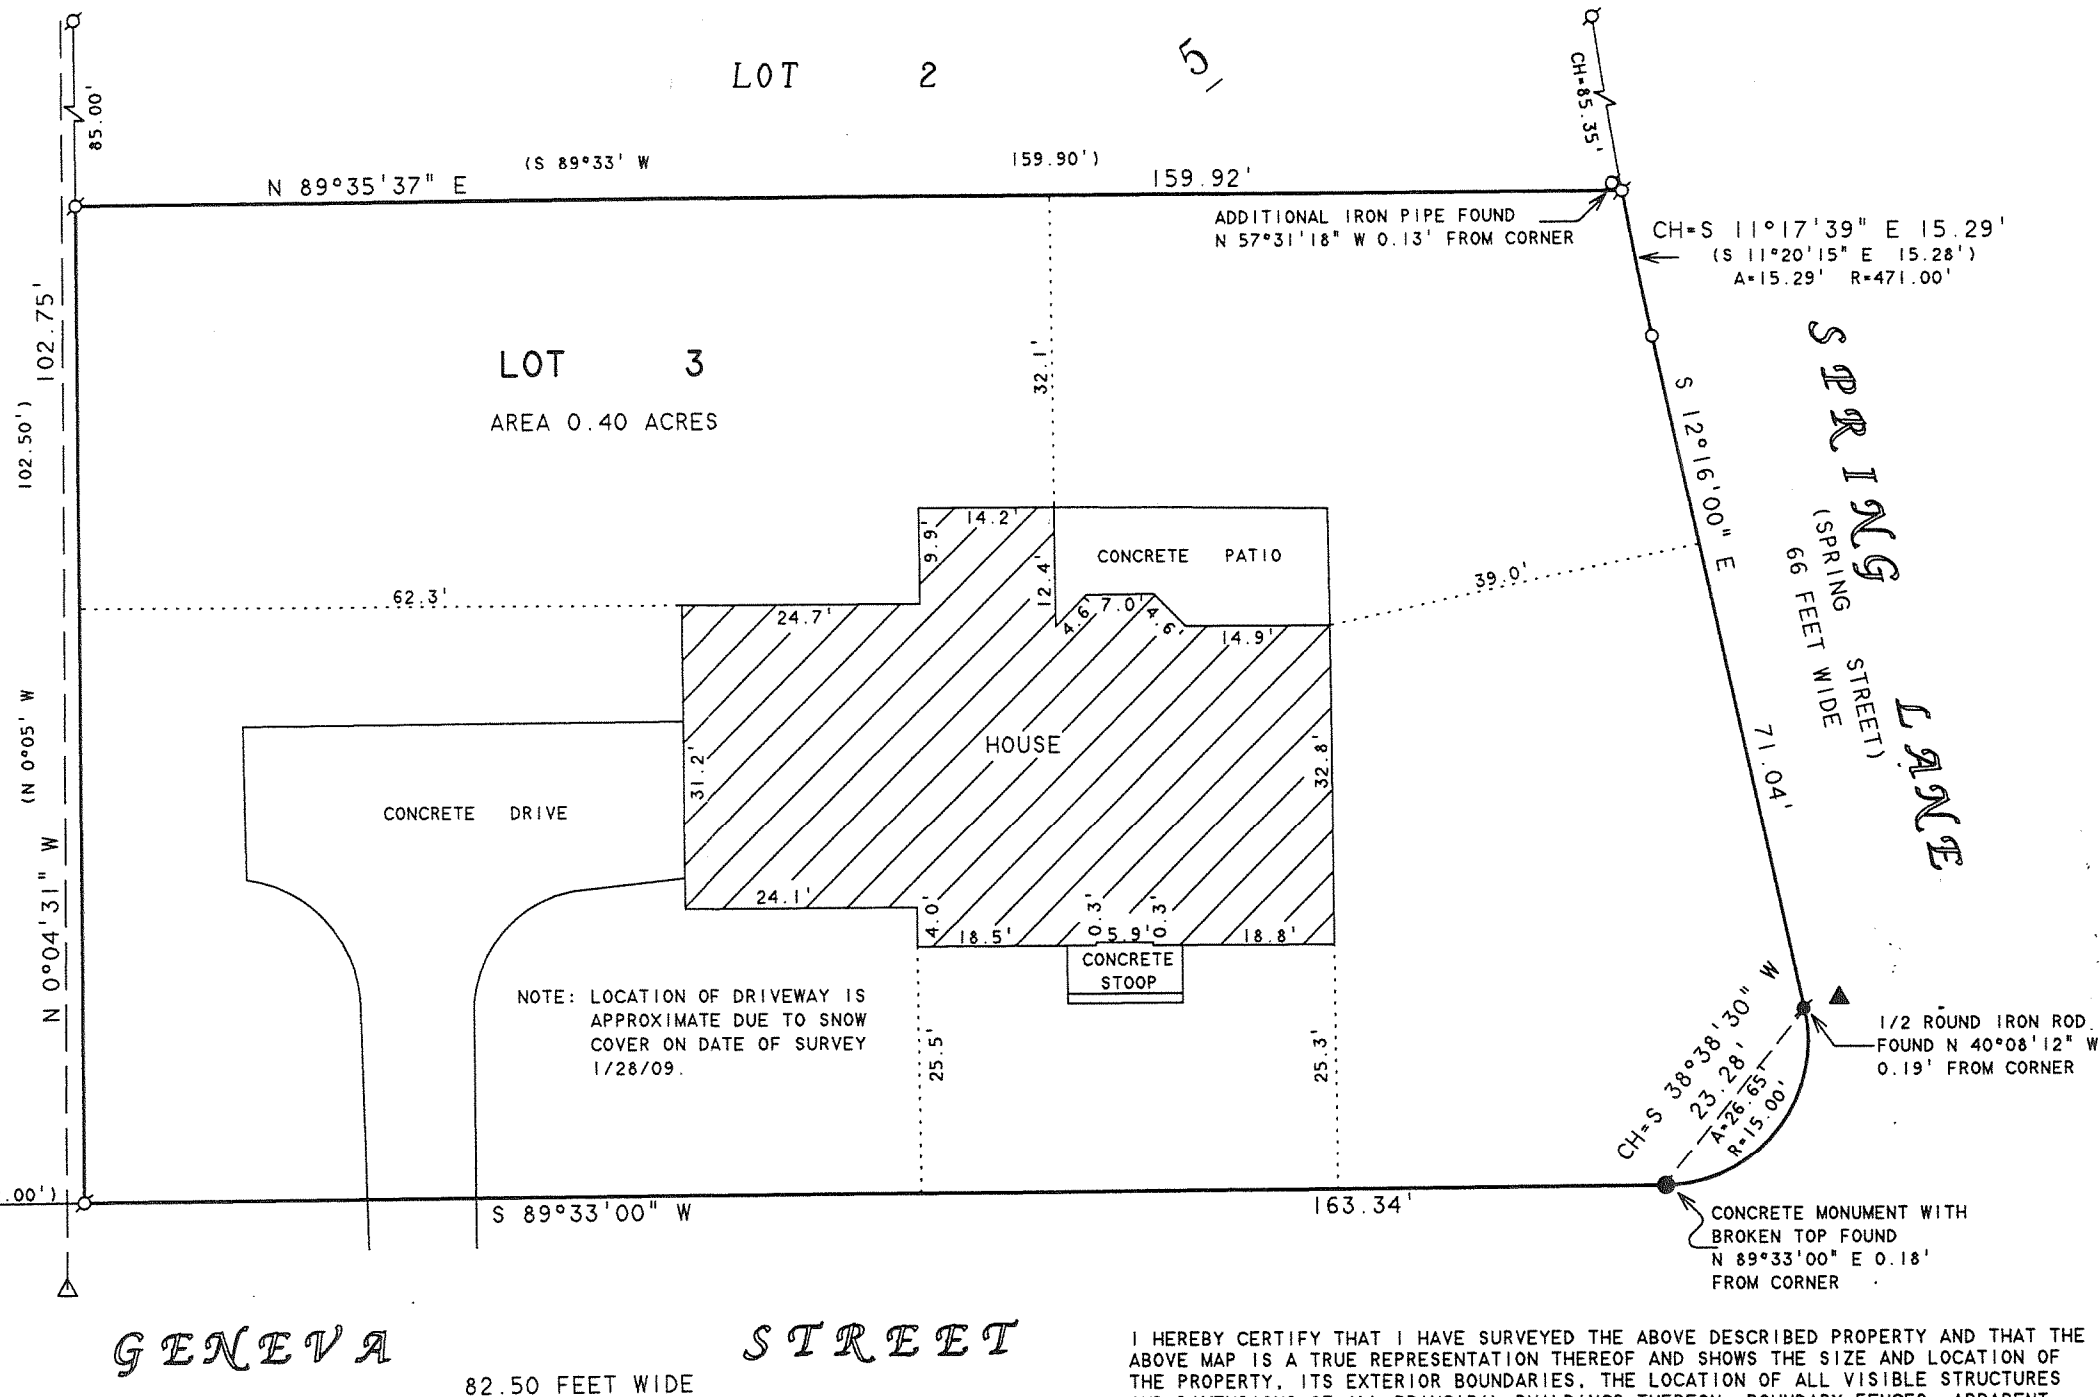 LOT 2
5
85.00'
CH=85.35'
(S 89°33' W 159.90')
N 89°35'37" E 159.92'
ADDITIONAL IRON PIPE FOUND
N 57°31'18" W 0.13' FROM CORNER
CH=S 11°17'39" E 15.29'
(S 11°20'15" E 15.28')
A=15.29' R=471.00'
102.75'
102.50')
(N 0°05' W
N 0°04'31" W
LOT 3
AREA 0.40 ACRES
32.1'
S 12°16'00" E
71.04'
SPRING LANE
(SPRING STREET)
66 FEET WIDE
14.2'
9.9'
12.4'
CONCRETE PATIO
39.0'
62.3'
24.7'
4.6'
7.0'
4.6'
14.9'
HOUSE
31.2'
32.8'
CONCRETE DRIVE
24.1'
4.0'
18.5'
0.3'
5.9'
0.3'
18.8'
CONCRETE
STOOP
NOTE: LOCATION OF DRIVEWAY IS
APPROXIMATE DUE TO SNOW
COVER ON DATE OF SURVEY
1/28/09.
25.5'
25.3'
CH=S 38°38'30" W
23.28'
A=26.65'
R=15.00'
1/2 ROUND IRON ROD
FOUND N 40°08'12" W
0.19' FROM CORNER
.00')
S 89°33'00" W 163.34'
CONCRETE MONUMENT WITH
BROKEN TOP FOUND
N 89°33'00" E 0.18'
FROM CORNER
GENEVA STREET
82.50 FEET WIDE
I HEREBY CERTIFY THAT I HAVE SURVEYED THE ABOVE DESCRIBED PROPERTY AND THAT THE
ABOVE MAP IS A TRUE REPRESENTATION THEREOF AND SHOWS THE SIZE AND LOCATION OF
THE PROPERTY, ITS EXTERIOR BOUNDARIES, THE LOCATION OF ALL VISIBLE STRUCTURES